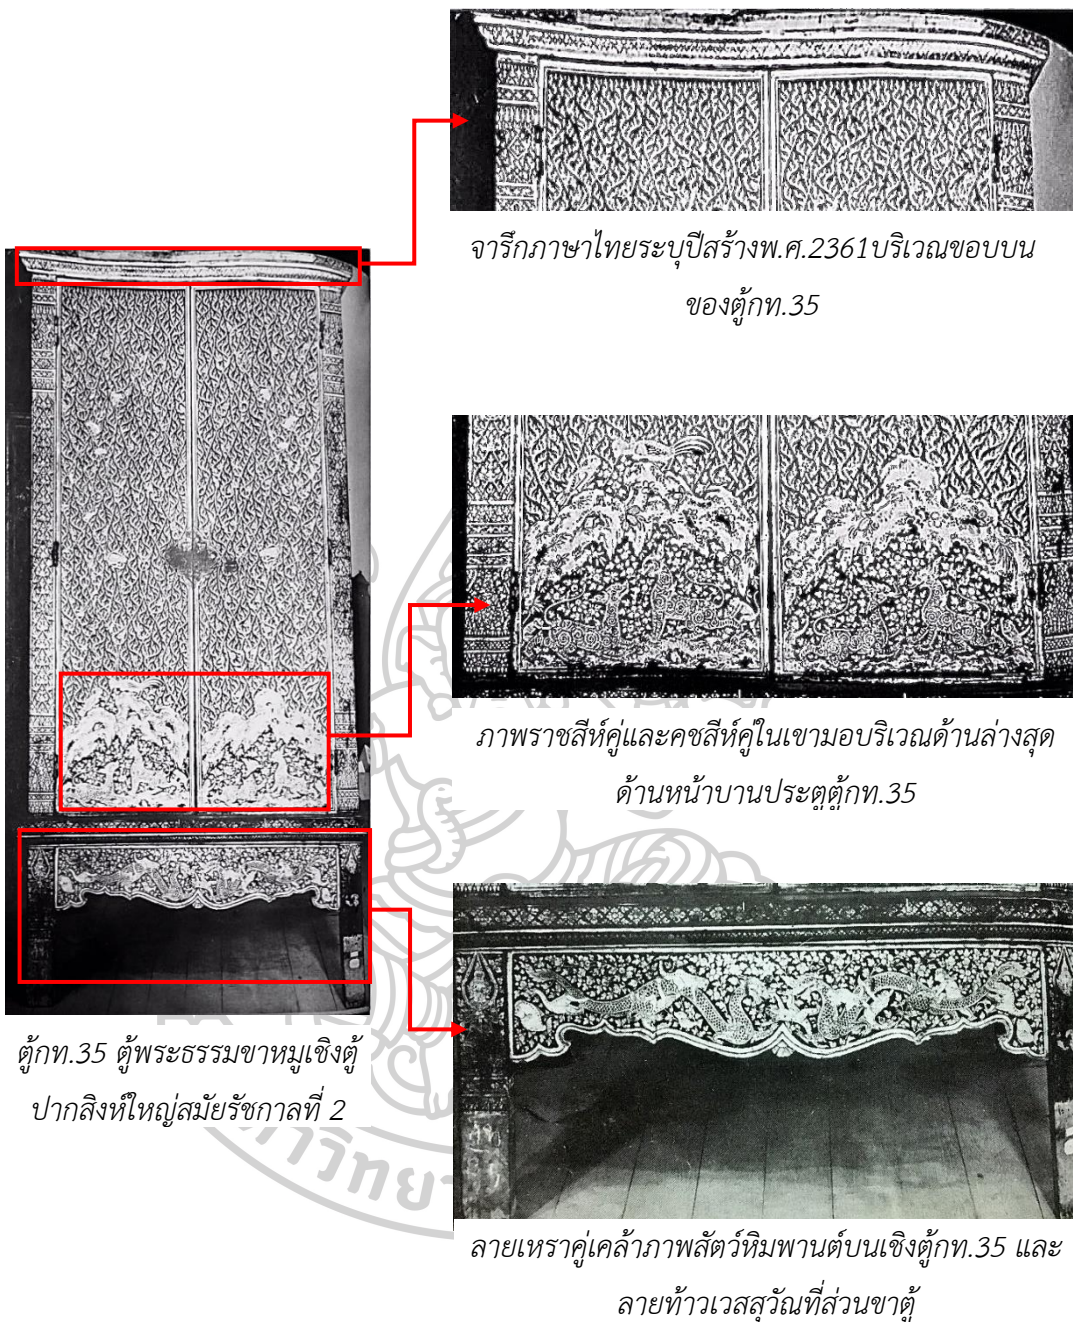 จารึกภาษาไทยระบุปีสร้างพ.ศ.2361บริเวณขอบบน
ของตู้กท.35
ภาพราชสีห์คู่และคชสีห์คู่ในเขามอบริเวณด้านล่างสุด
ด้านหน้าบานประตูตู้กท.35
ตู้กท.35 ตู้พระธรรมขาหมูเชิงตู้
ปากสิงห์ใหญ่สมัยรัชกาลที่ 2
ลายเหราคู่เคล้าภาพสัตว์หิมพานต์บนเชิงตู้กท.35 และ
ลายท้าวเวสสุวัณที่ส่วนขาตู้